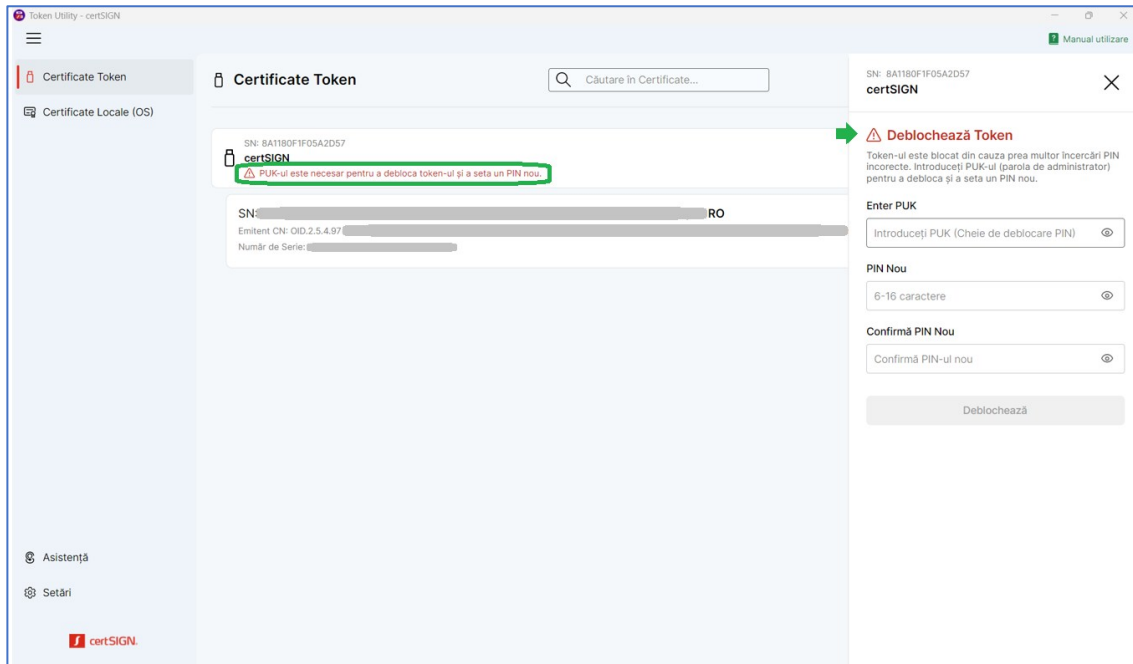 Token Utility - certSIGN
Manual utilizare
Certificate Token
Certificate Locale (OS)
Asistență
Setări
certSIGN.
Certificate Token
Căutare în Certificate...
SN: 8A1180F1F05A2D57
certSIGN
PUK-ul este necesar pentru a debloca token-ul și a seta un PIN nou.
SN: RO
Emitent CN: OID.2.5.4.97
Număr de Serie:
SN: 8A1180F1F05A2D57
certSIGN
Deblochează Token
Token-ul este blocat din cauza prea multor încercări PIN
incorecte. Introduceți PUK-ul (parola de administrator)
pentru a debloca și a seta un PIN nou.
Enter PUK
Introduceți PUK (Cheie de deblocare PIN)
PIN Nou
6-16 caractere
Confirmă PIN Nou
Confirmă PIN-ul nou
Deblochează